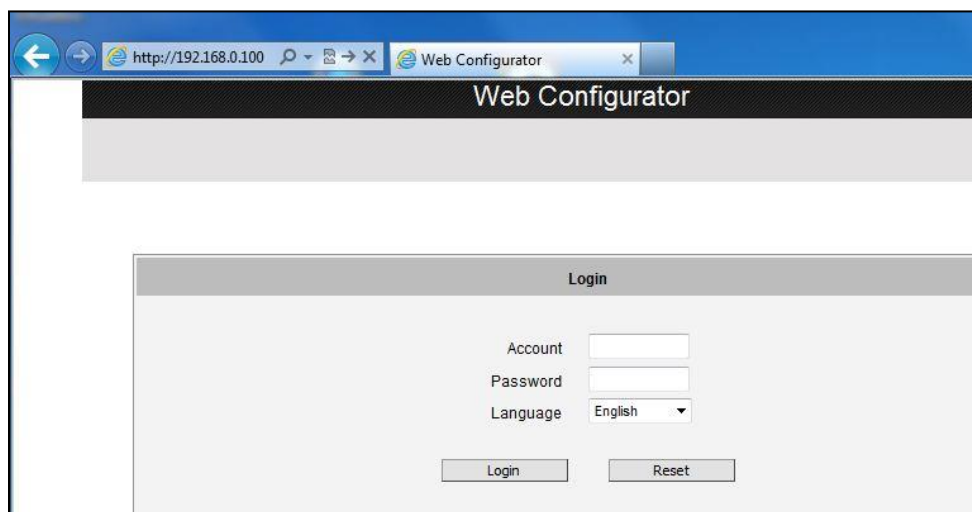 http://192.168.0.100 Web Configurator
Web Configurator
Login
Account
Password
Language English
Login Reset